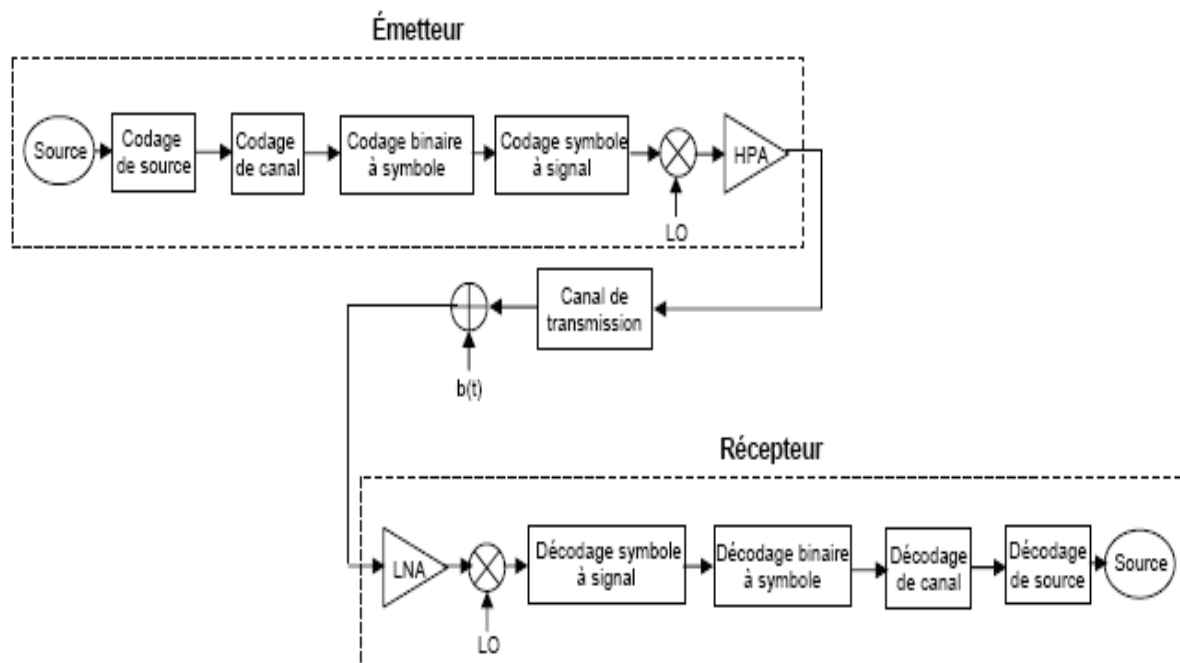 Émetteur
Source
Codage
de source
Codage
de canal
Codage binaire
à symbole
Codage symbole
à signal
HPA
LO
Canal de
transmission
b(t)
Récepteur
LNA
LO
Décodage symbole
à signal
Décodage binaire
à symbole
Décodage
de canal
Décodage
de source
Source